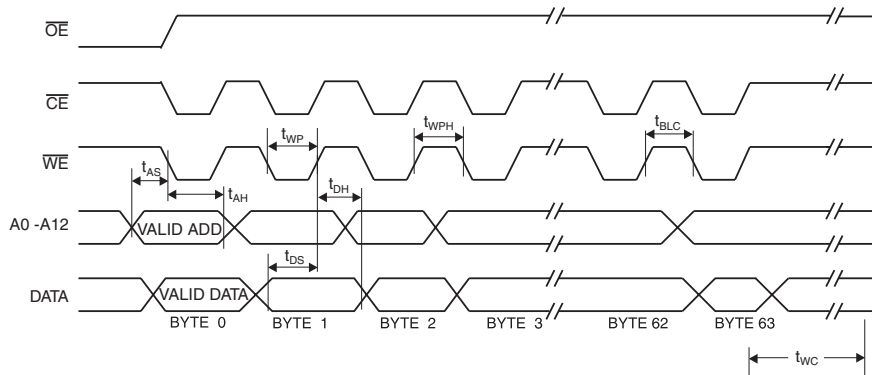 OE
CE
tWP
tWPH
tBLC
WE
tAS
tAH
tDH
A0 -A12
VALID ADD
tDS
DATA
VALID DATA
BYTE 0
BYTE 1
BYTE 2
BYTE 3
BYTE 62
BYTE 63
tWC